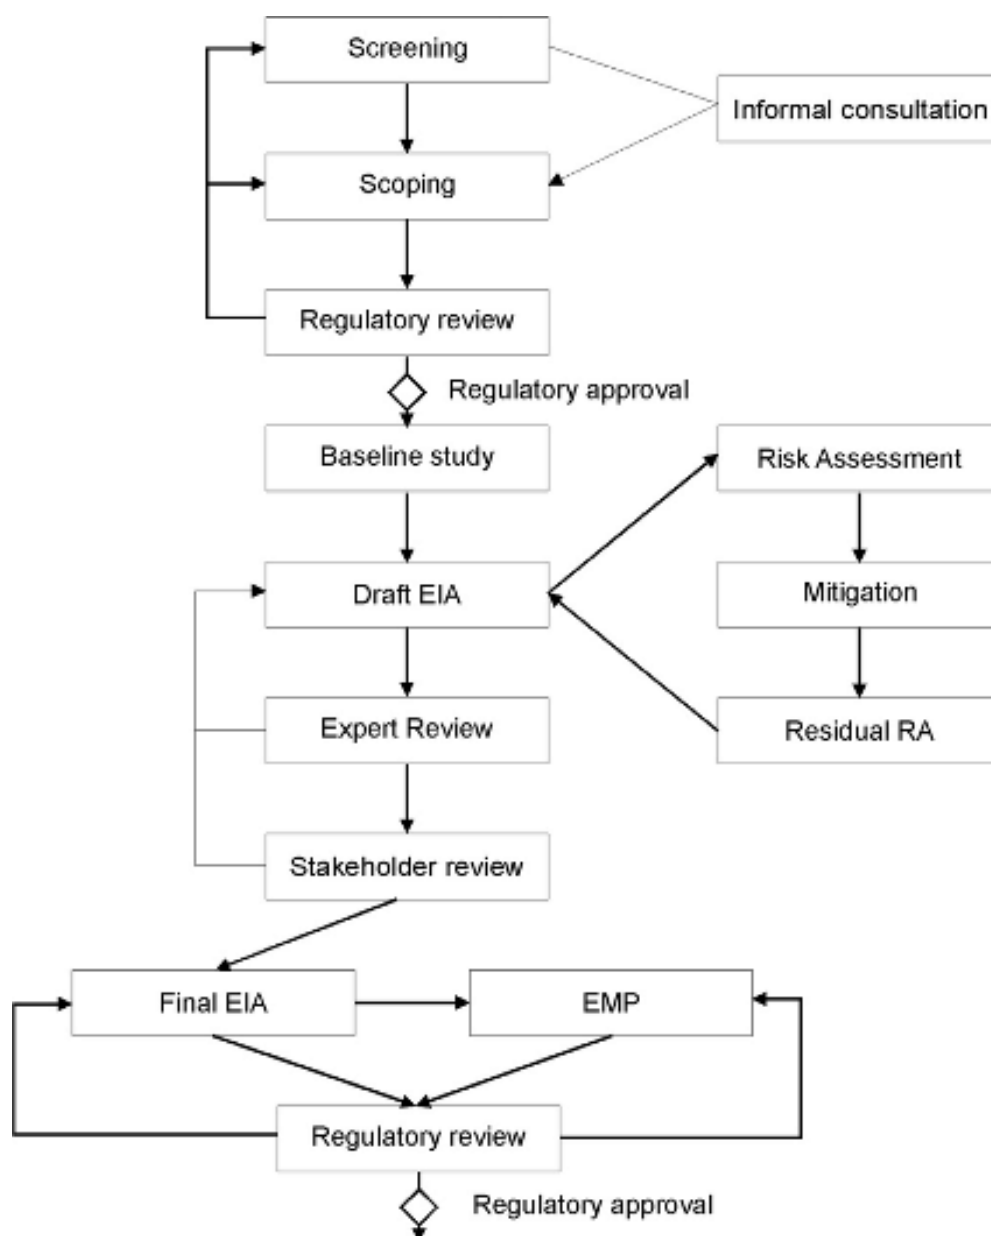 Screening
Informal consultation
Scoping
Regulatory review
Regulatory approval
Baseline study
Risk Assessment
Draft EIA
Mitigation
Expert Review
Residual RA
Stakeholder review
Final EIA
EMP
Regulatory review
Regulatory approval